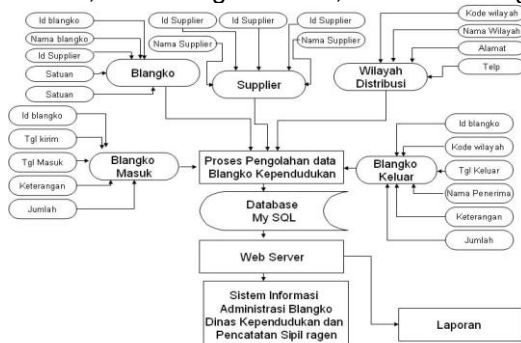 Id blangko
Nama blangko
Id Supplier
Satuan
Satuan
Blangko
Id Supplier
Id Supplier
Id Supplier
Nama Supplier
Nama Supplier
Supplier
Kode wilayah
Nama Wilayah
Alamat
Telp
Wilayah
Distribusi
Id blangko
Tgl kirim
Tgl Masuk
Keterangan
Jumlah
Blangko
Masuk
Proses Pengolahan data
Blangko Kependudukan
Blangko
Keluar
Id blangko
Kode wilayah
Tgl Keluar
Nama Penerima
Keterangan
Jumlah
Database
My SQL
Web Server
Sistem Informasi
Administrasi Blangko
Dinas Kependudukan dan
Pencatatan Sipil ragen
Laporan